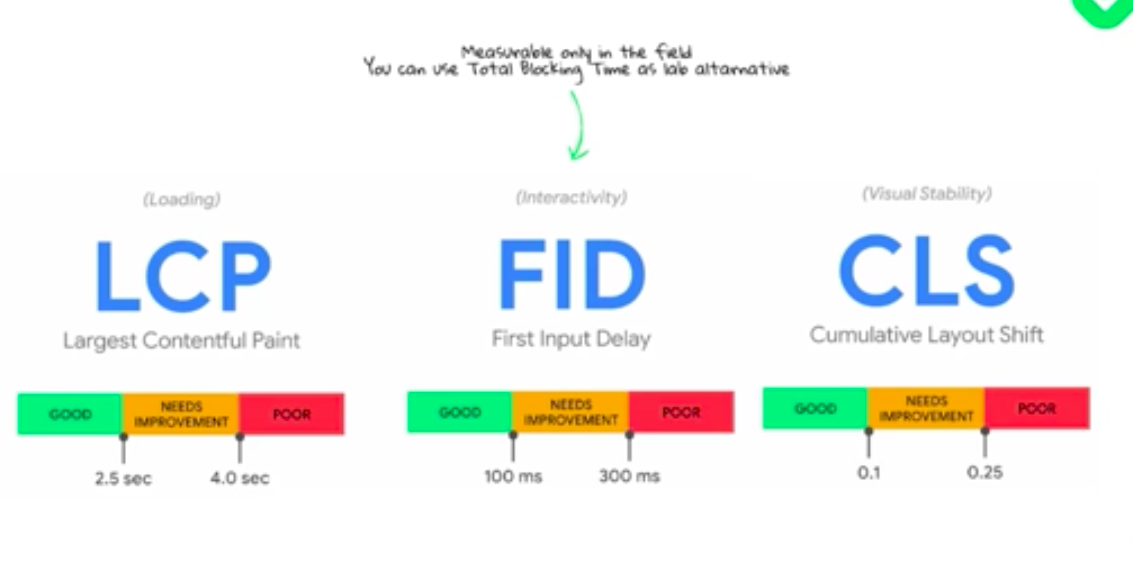 Measurable only in the field
You can use Total Blocking Time as lab altarnative
(Loading)
LCP
Largest Contentful Paint
GOOD
NEEDS
IMPROVEMENT
POOR
2.5 sec
4.0 sec
(Interactivity)
FID
First Input Delay
GOOD
NEEDS
IMPROVEMENT
POOR
100 ms
300 ms
(Visual Stability)
CLS
Cumulative Layout Shift
GOOD
NEEDS
IMPROVEMENT
POOR
0.1
0.25